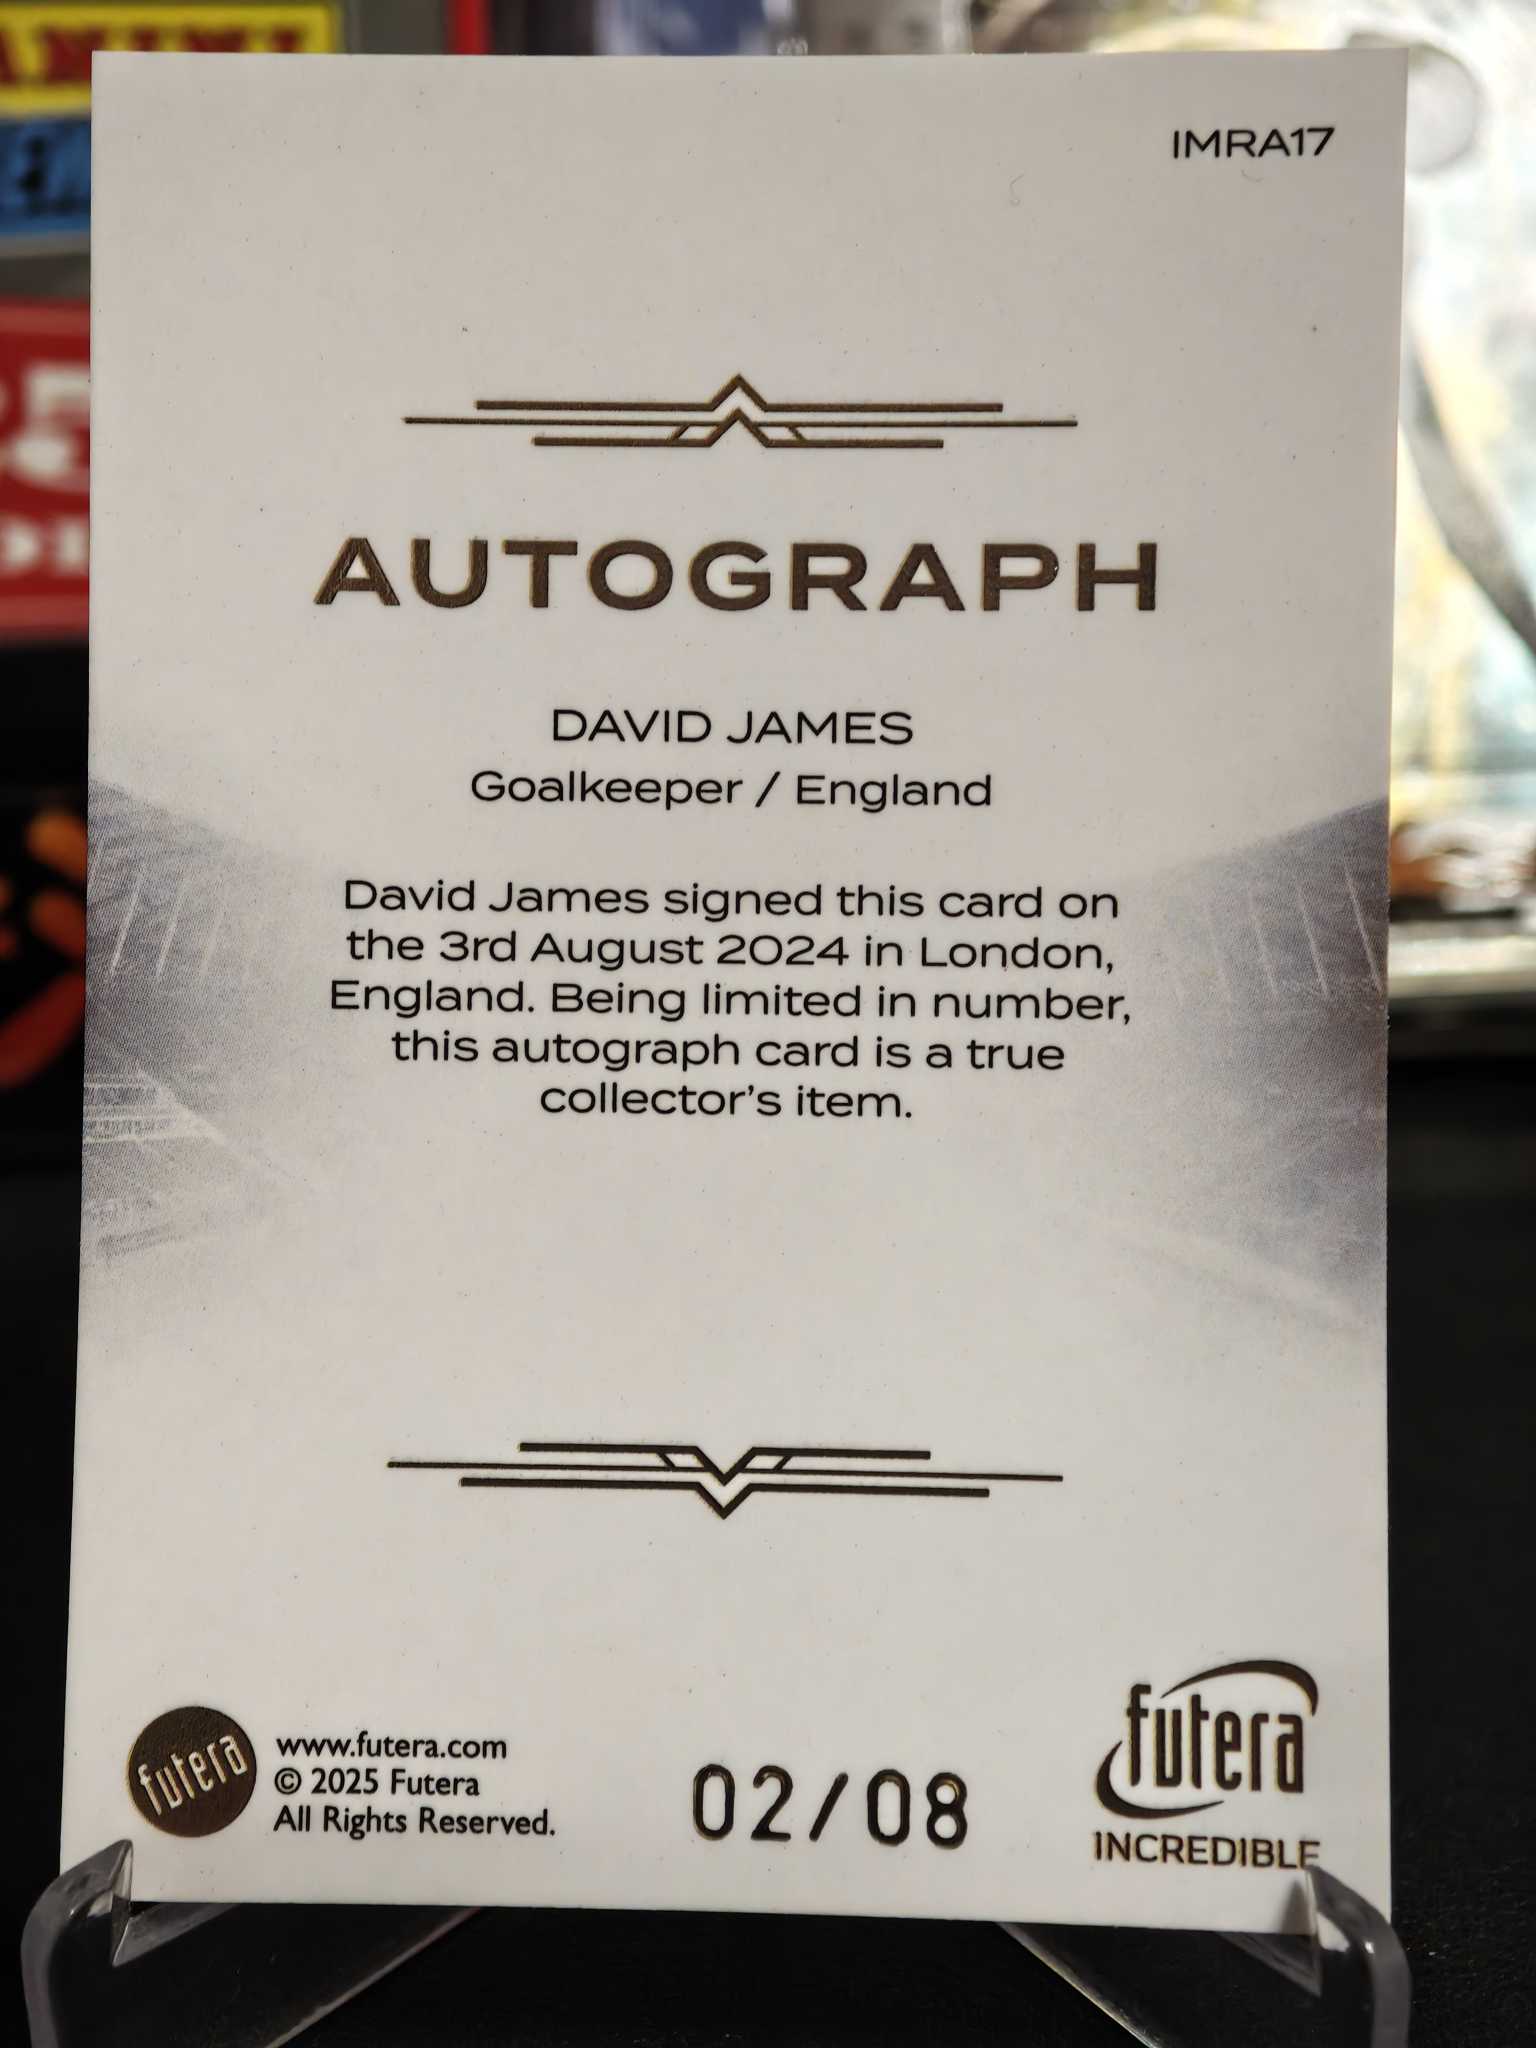 IMRA17
AUTOGRAPH
DAVID JAMES
Goalkeeper / England
David James signed this card on
the 3rd August 2024 in London,
England. Being limited in number,
this autograph card is a true
collector's item.
futera
www.futera.com
© 2025 Futera
All Rights Reserved.
02/08
futera
INCREDIBLE